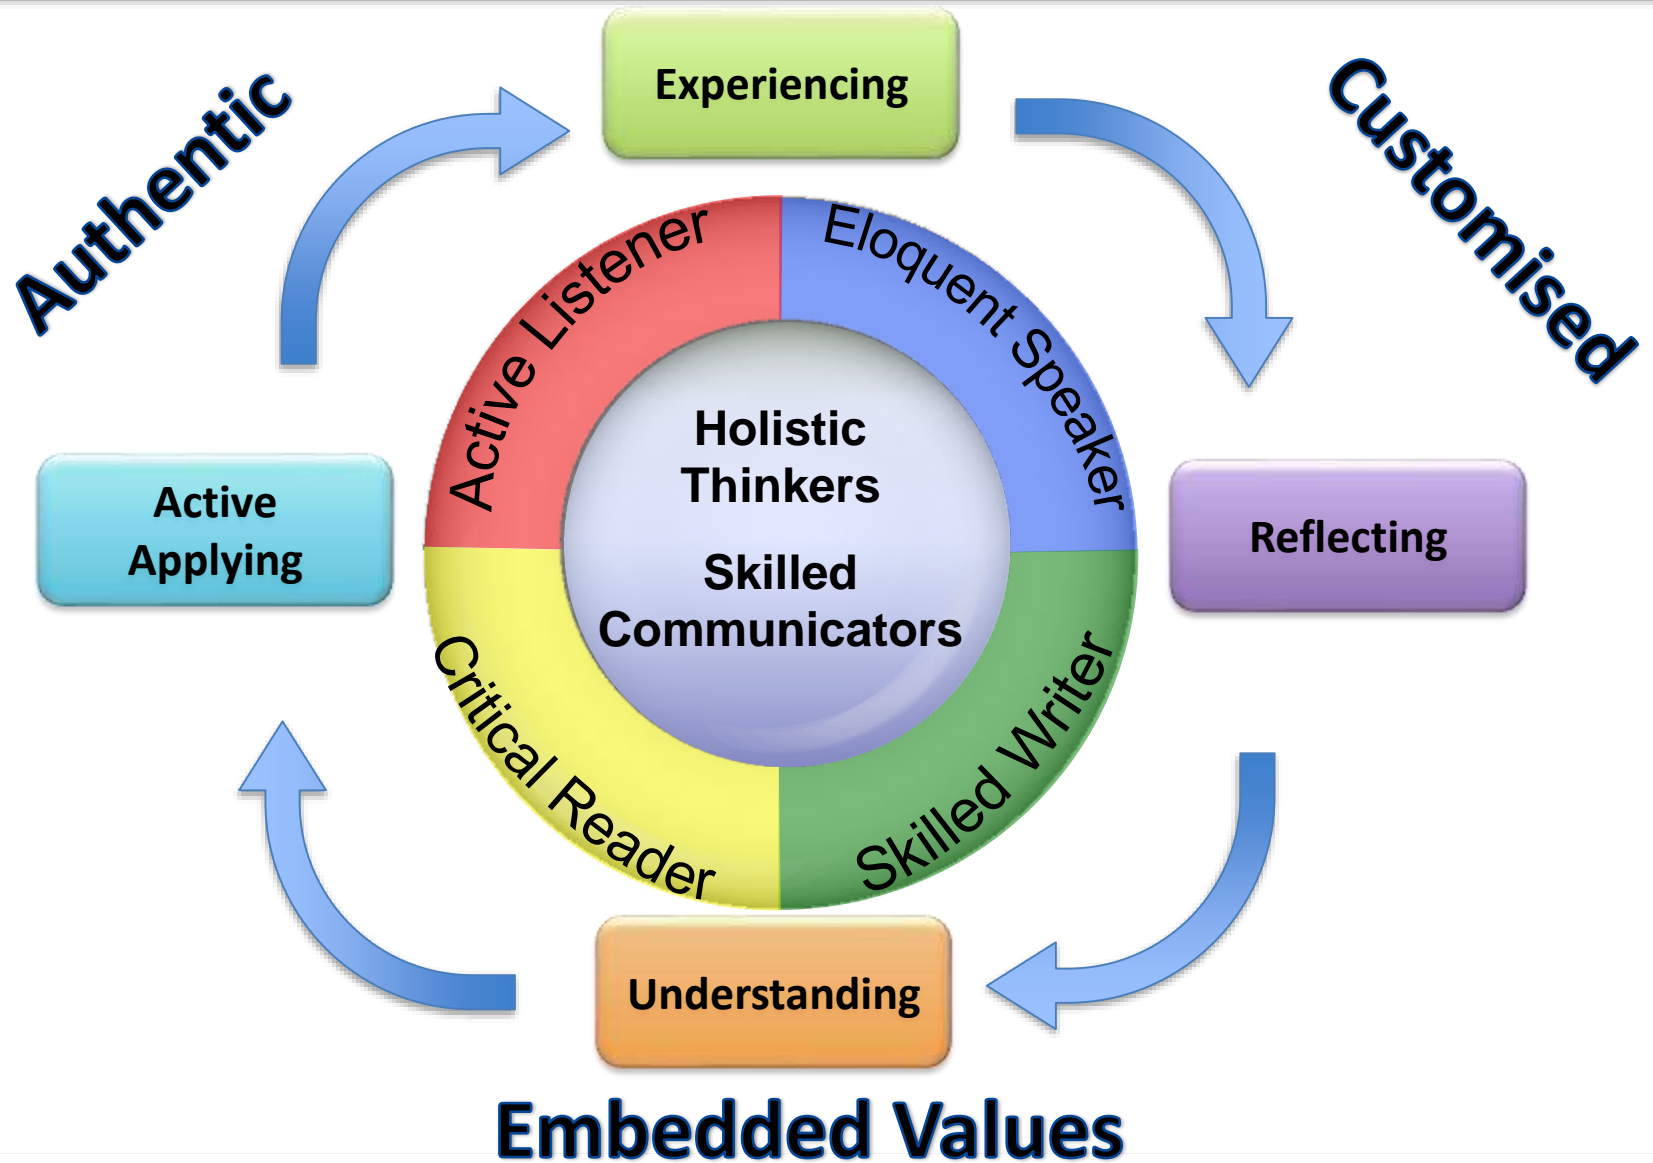 Experiencing
Authentic
Customised
Active Listener
Eloquent Speaker
Holistic
Thinkers
Skilled
Communicators
Active
Applying
Reflecting
Critical Reader
Skilled Writer
Understanding
Embedded Values